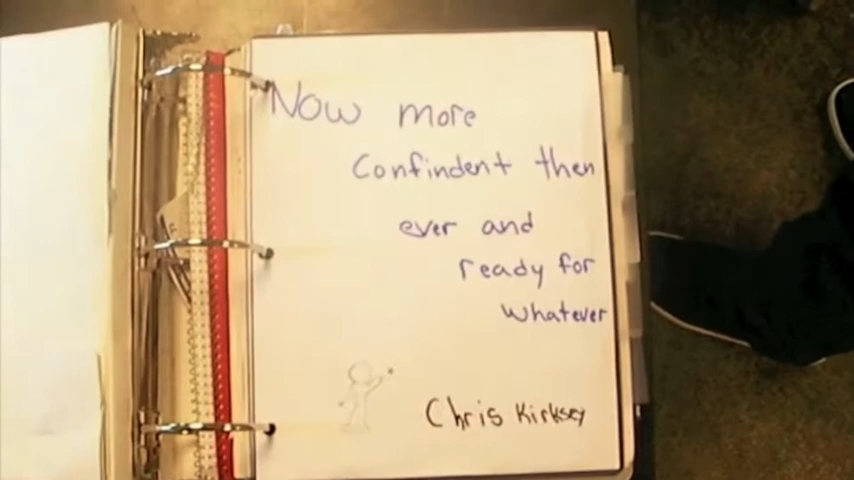 Now more
Confindent then
ever and
ready for
whatever
Chris Kirksey